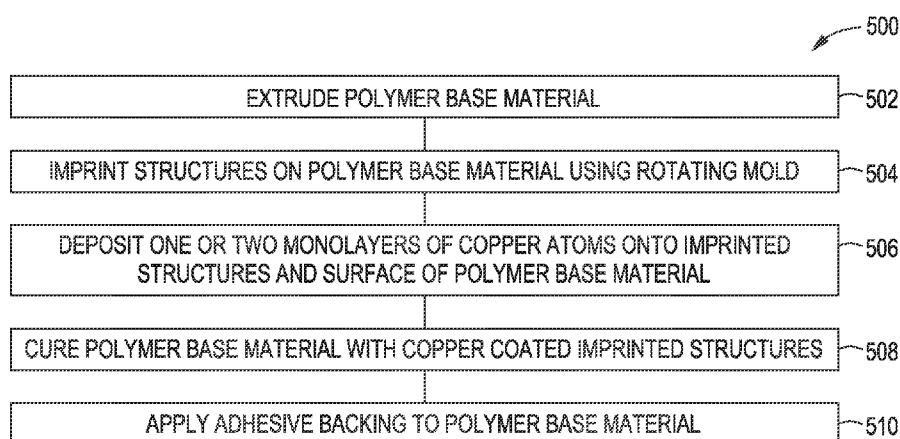 500
EXTRUDE POLYMER BASE MATERIAL
502
IMPRINT STRUCTURES ON POLYMER BASE MATERIAL USING ROTATING MOLD
504
DEPOSIT ONE OR TWO MONOLAYERS OF COPPER ATOMS ONTO IMPRINTED
STRUCTURES AND SURFACE OF POLYMER BASE MATERIAL
506
CURE POLYMER BASE MATERIAL WITH COPPER COATED IMPRINTED STRUCTURES
508
APPLY ADHESIVE BACKING TO POLYMER BASE MATERIAL
510